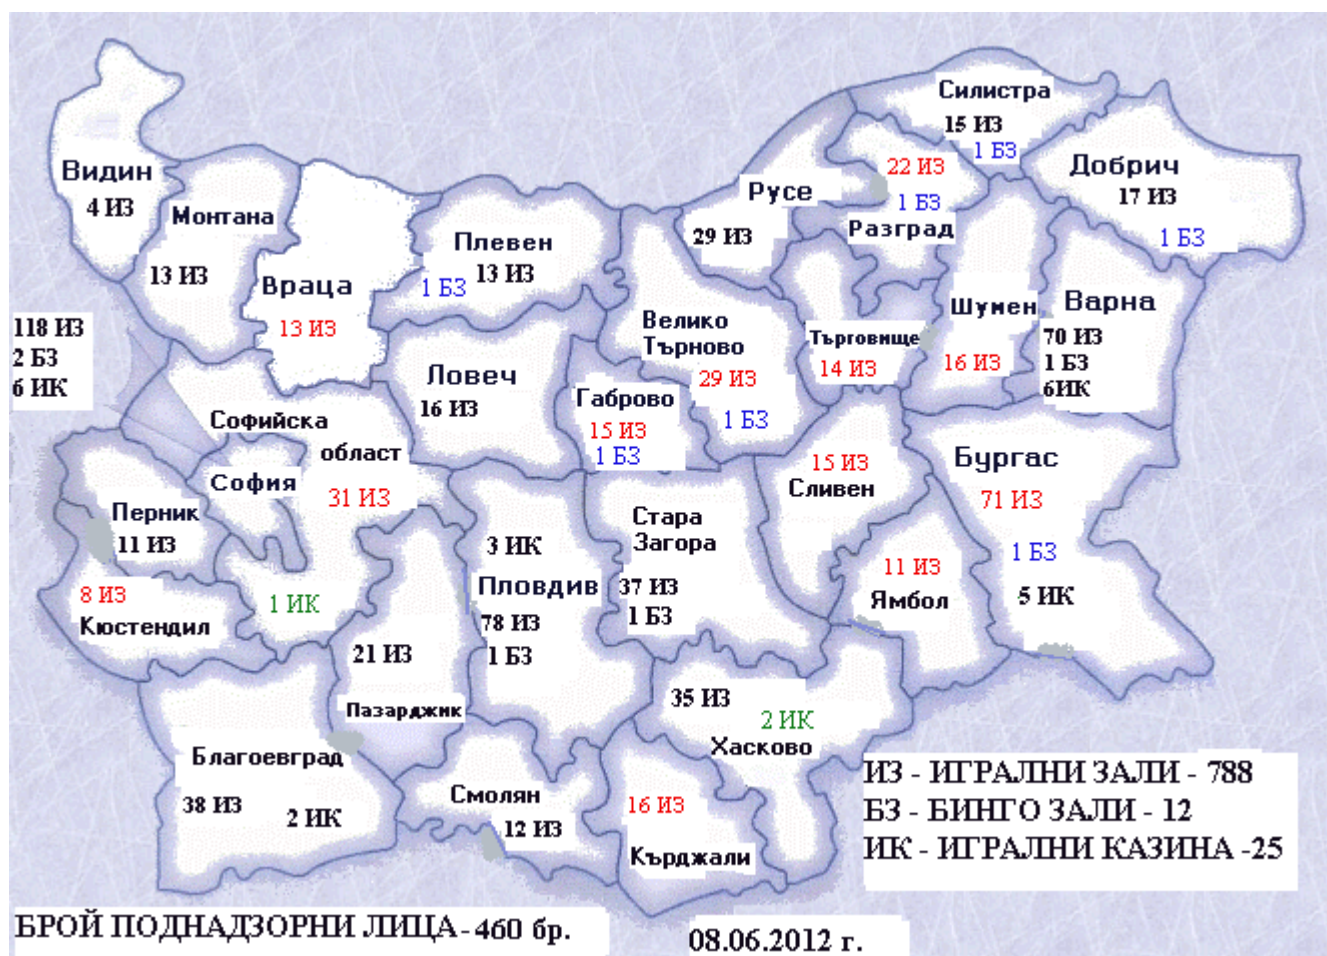 Силистра
15 ИЗ
1 БЗ
Добрич
17 ИЗ
1 БЗ
Видин
4 ИЗ
Монтана
13 ИЗ
Враца
13 ИЗ
Плевен
1 БЗ 13 ИЗ
Русе
29 ИЗ
22 ИЗ
1 БЗ
Разград
Шумен
16 ИЗ
Варна
70 ИЗ
1 БЗ
6ИК
Търговище
14 ИЗ
Велико
Търново
29 ИЗ
1 БЗ
118 ИЗ
2 БЗ
6 ИК
Ловеч
16 ИЗ
Габрово
15 ИЗ
1 БЗ
Софийска
област
31 ИЗ
1 ИК
София
Перник
11 ИЗ
8 ИЗ
Кюстендил
3 ИК
Пловдив
78 ИЗ
1 БЗ
Стара
Загора
37 ИЗ
1 БЗ
15 ИЗ
Сливен
Бургас
71 ИЗ
1 БЗ
5 ИК
11 ИЗ
Ямбол
21 ИЗ
Пазарджик
Благоевград
38 ИЗ
2 ИК
Смолян
12 ИЗ
35 ИЗ
2 ИК
Хасково
16 ИЗ
Кърджали
ИЗ - ИГРАЛНИ ЗАЛИ - 788
БЗ - БИНГО ЗАЛИ - 12
ИК - ИГРАЛНИ КАЗИНА -25
БРОЙ ПОДНАДЗОРНИ ЛИЦА- 460 бр.
08.06.2012 г.